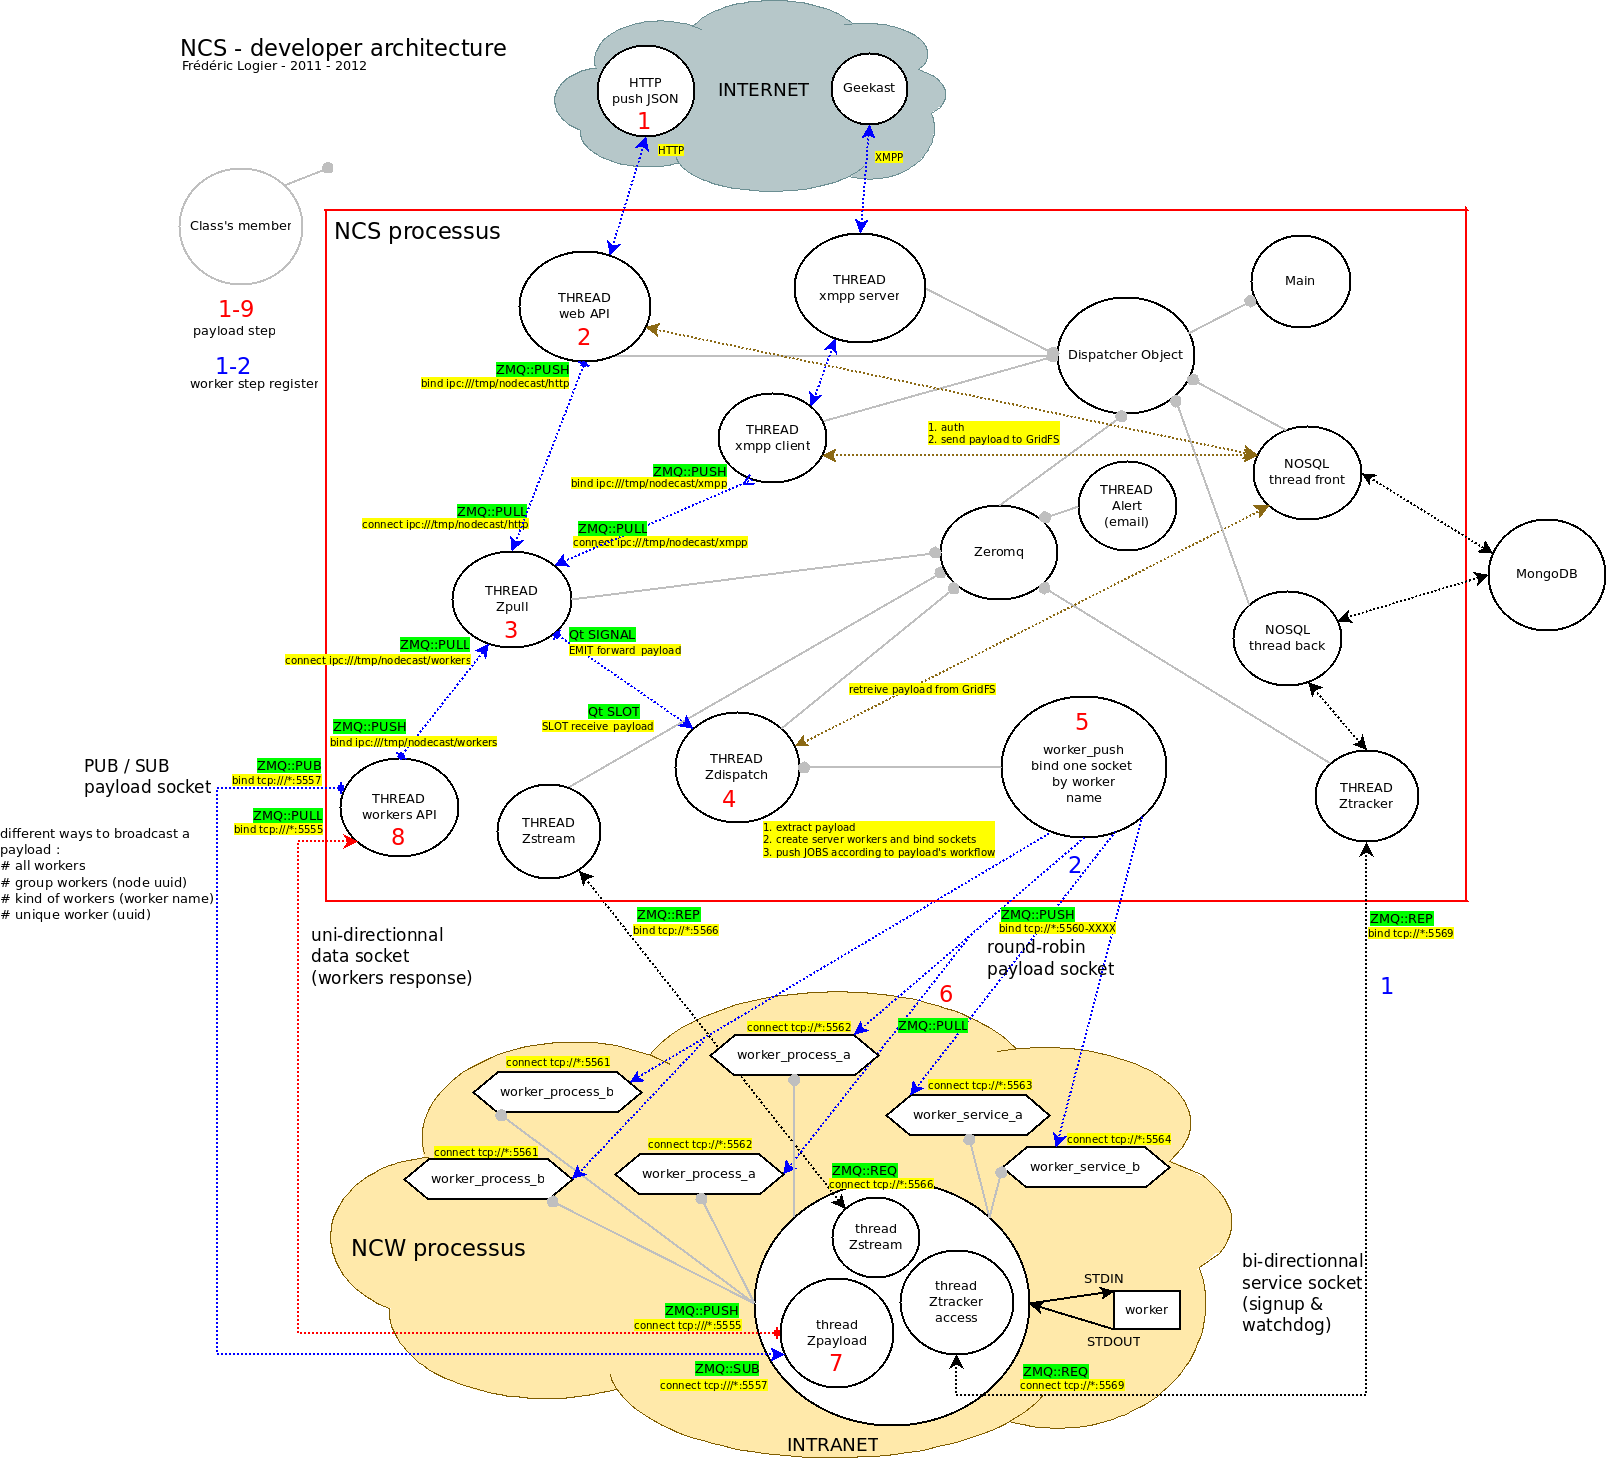 NCS - developer architecture
Frédéric Logier - 2011 - 2012
HTTP
push JSON
1
INTERNET
Geekast
HTTP
XMPP
Class's member
1-9
payload step
1-2
worker step register
NCS processus
THREAD
web API
2
THREAD
xmpp server
Main
Dispatcher Object
ZMQ::PUSH
bind ipc:///tmp/nodecast/http
THREAD
xmpp client
1. auth
2. send payload to GridFS
NOSQL
thread front
ZMQ::PUSH
bind ipc:///tmp/nodecast/xmpp
THREAD
Alert
(email)
ZMQ::PULL
connect ipc:///tmp/nodecast/http
ZMQ::PULL
connect ipc:///tmp/nodecast/xmpp
Zeromq
MongoDB
THREAD
Zpull
3
NOSQL
thread back
Qt SIGNAL
EMIT forward payload
ZMQ::PULL
connect ipc:///tmp/nodecast/workers
retreive payload from GridFS
Qt SLOT
SLOT receive payload
ZMQ::PUSH
bind ipc:///tmp/nodecast/workers
5
worker_push
bind one socket
by worker
name
THREAD
Zdispatch
4
PUB / SUB
payload socket
ZMQ::PUB
bind tcp:///*:5557
ZMQ::PULL
bind tcp:///*:5555
THREAD
workers API
8
THREAD
Zstream
THREAD
Ztracker
1. extract payload
2. create server workers and bind sockets
3. push JOBS according to payload's workflow
different ways to broadcast a
payload :
# all workers
# group workers (node uuid)
# kind of workers (worker name)
# unique worker (uuid)
2
ZMQ::REP
bind tcp://*:5566
ZMQ::PUSH
bind tcp://*:5560-XXXX
round-robin
payload socket
ZMQ::REP
bind tcp://*:5569
uni-directionnal
data socket
(workers response)
1
6
ZMQ::PULL
connect tcp://*:5562
worker_process_a
connect tcp://*:5561
worker_process_b
connect tcp://*:5563
worker_service_a
connect tcp://*:5564
worker_service_b
connect tcp://*:5561
worker_process_b
connect tcp://*:5562
worker_process_a
ZMQ::REQ
connect tcp://*:5566
NCW processus
thread
Zstream
thread
Ztracker
access
STDIN
worker
STDOUT
bi-directionnal
service socket
(signup &
watchdog)
ZMQ::PUSH
connect tcp:///*:5555
thread
Zpayload
7
ZMQ::SUB
connect tcp:///*:5557
ZMQ::REQ
connect tcp://*:5569
INTRANET